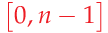 [0, n − 1]